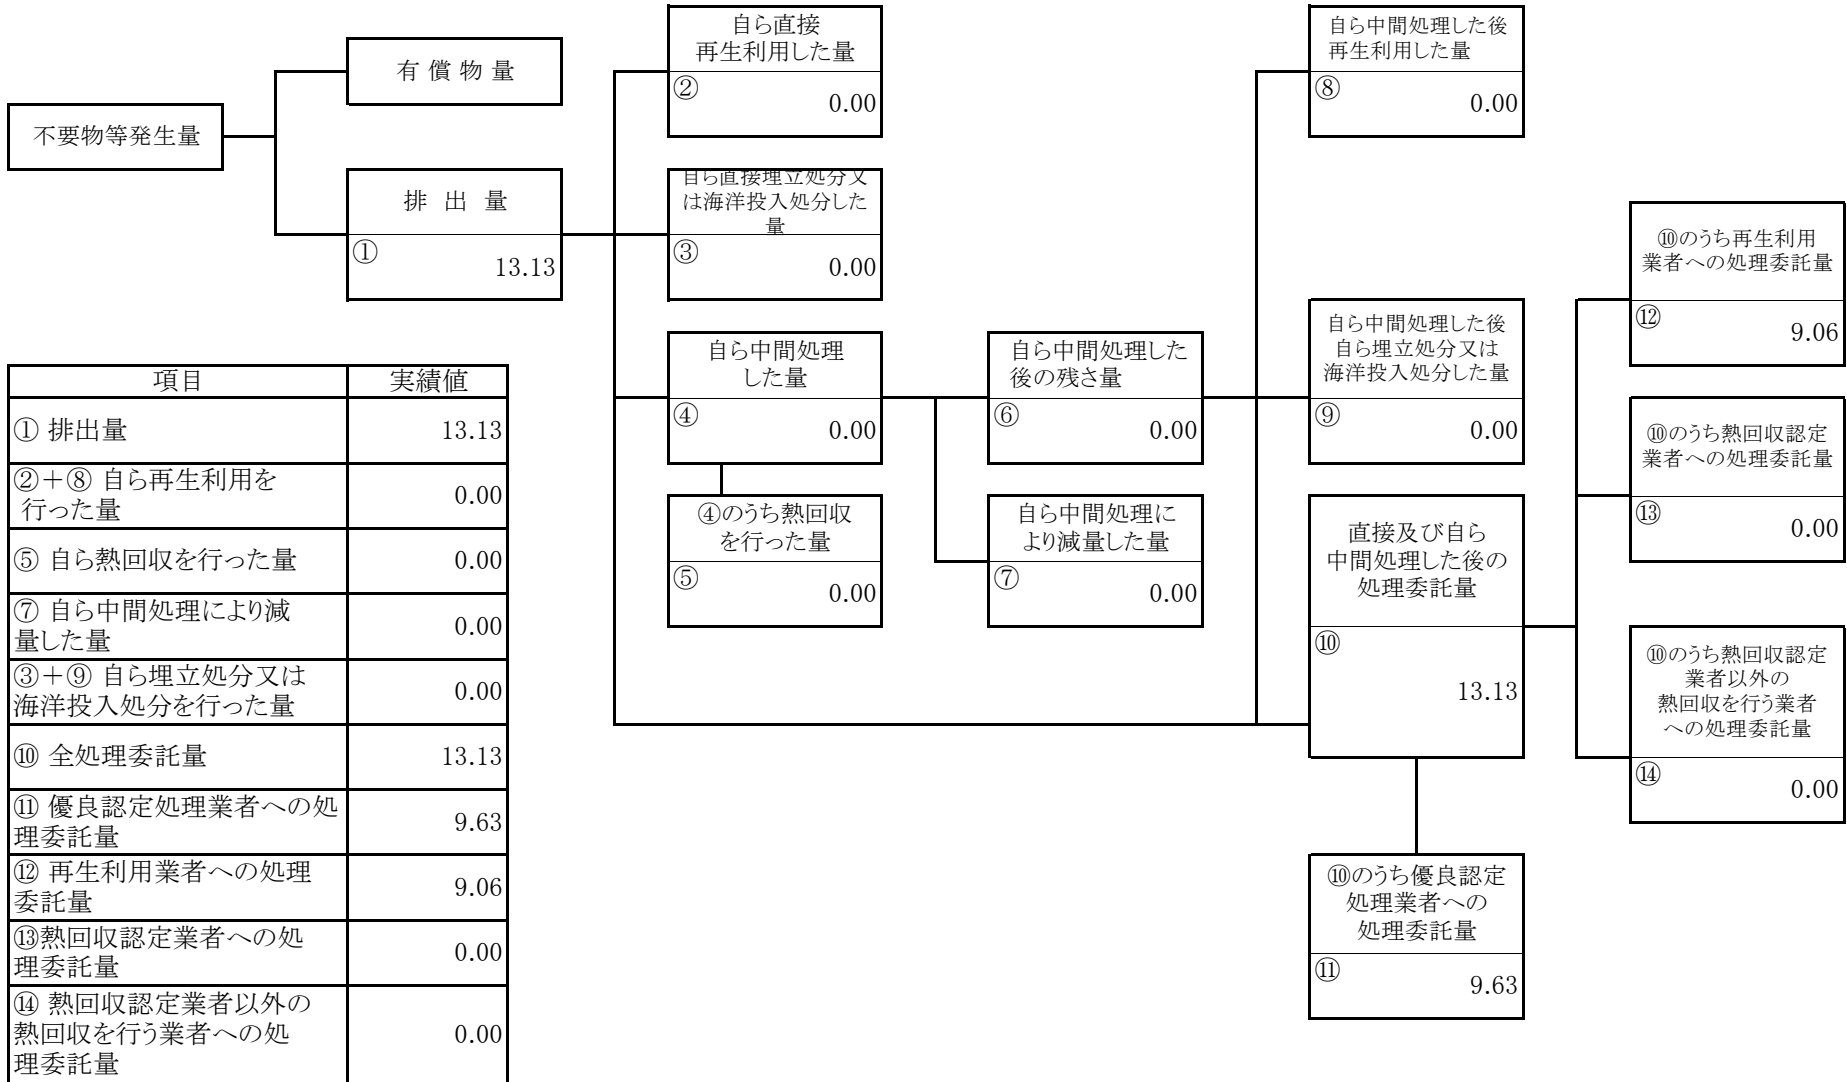 不要物等発生量
有 償 物 量
排 出 量
①
13.13
自ら直接
再生利用した量
②
0.00
自ら直接埋立処分又
は海洋投入処分した
量
③
0.00
自ら中間処理
した量
④
0.00
④のうち熱回収
を行った量
⑤
0.00
自ら中間処理した
後の残さ量
⑥
0.00
自ら中間処理に
より減量した量
⑦
0.00
自ら中間処理した後
再生利用した量
⑧
0.00
自ら中間処理した後
自ら埋立処分又は
海洋投入処分した量
⑨
0.00
直接及び自ら
中間処理した後の
処理委託量
⑩
13.13
⑩のうち優良認定
処理業者への
処理委託量
⑪
9.63
⑩のうち再生利用
業者への処理委託量
⑫
9.06
⑩のうち熱回収認定
業者への処理委託量
⑬
0.00
⑩のうち熱回収認定
業者以外の
熱回収を行う業者
への処理委託量
⑭
0.00
項目 実績値
① 排出量 13.13
②＋⑧ 自ら再生利用を
行った量
0.00
⑤ 自ら熱回収を行った量 0.00
⑦ 自ら中間処理により減
量した量
0.00
③＋⑨ 自ら埋立処分又は
海洋投入処分を行った量
0.00
⑩ 全処理委託量 13.13
⑪ 優良認定処理業者への処
理委託量
9.63
⑫ 再生利用業者への処理
委託量
9.06
⑬熱回収認定業者への処
理委託量
0.00
⑭ 熱回収認定業者以外の
熱回収を行う業者への処
理委託量
0.00